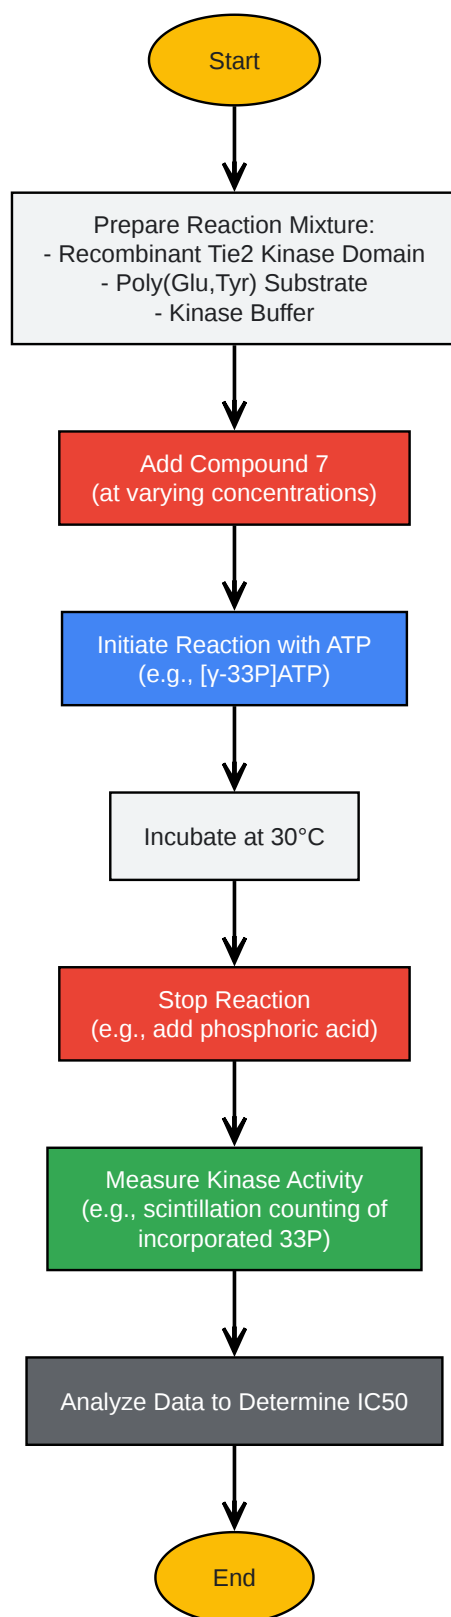 Start
Prepare Reaction Mixture:
- Recombinant Tie2 Kinase Domain
- Poly(Glu,Tyr) Substrate
- Kinase Buffer
Add Compound 7
(at varying concentrations)
Initiate Reaction with ATP
(e.g., [γ-33P]ATP)
Incubate at 30°C
Stop Reaction
(e.g., add phosphoric acid)
Measure Kinase Activity
(e.g., scintillation counting of
incorporated 33P)
Analyze Data to Determine IC50
End